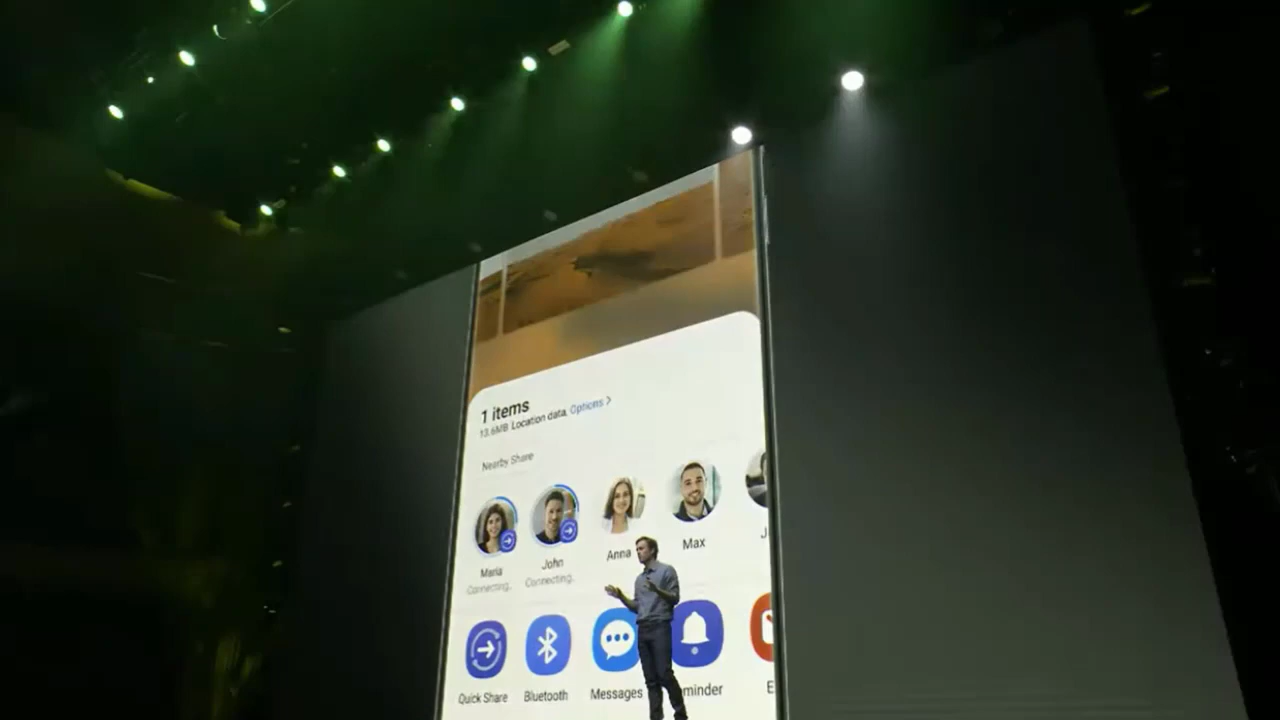 1 items
13.6MB Location data, Options >
Nearby Share
Maria
Connecting..
John
Connecting..
Anna
Max
J
Quick Share
Bluetooth
Messages
minder
E